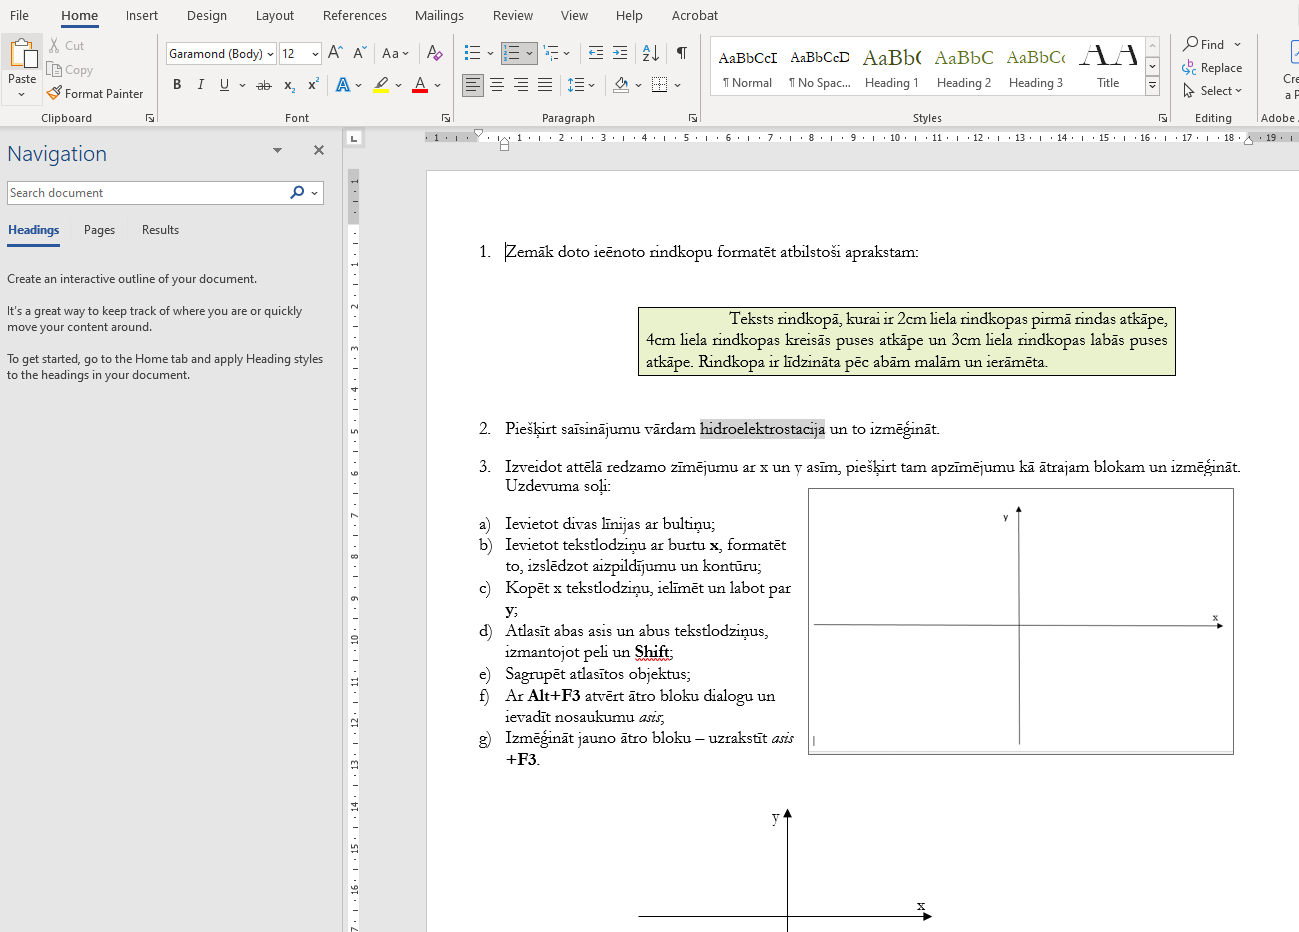 File Home Insert Design Layout References Mailings Review View Help Acrobat
Paste
Cut
Copy
Format Painter
Clipboard
Garamond (Body) 12
Font
Paragraph
AaBbCcI AaBbCcD AaBbC AaBbC AaBbCc AA
¶ Normal ¶ No Spac... Heading 1 Heading 2 Heading 3 Title
Styles
Find
Replace
Select
Editing
Cre
a P
Adobe
Navigation
Search document
Headings Pages Results
Create an interactive outline of your document.
It's a great way to keep track of where you are or quickly
move your content around.
To get started, go to the Home tab and apply Heading styles
to the headings in your document.
1. Zemāk doto ieēnoto rindkopu formatēt atbilstoši aprakstam:
Teksts rindkopā, kurai ir 2cm liela rindkopas pirmā rindas atkāpe,
4cm liela rindkopas kreisās puses atkāpe un 3cm liela rindkopas labās puses
atkāpe. Rindkopa ir līdzināta pēc abām malām un ierāmēta.
2. Piešķirt saīsinājumu vārdam hidroelektrostacija un to izmēģināt.
3. Izveidot attēlā redzamo zīmējumu ar x un y asīm, piešķirt tam apzīmējumu kā ātrajam blokam un izmēģināt.
Uzdevuma soļi:
a) Ievietot divas līnijas ar bultiņu;
b) Ievietot tekstlodziņu ar burtu x, formatēt
to, izslēdzot aizpildījumu un kontūru;
c) Kopēt x tekstlodziņu, ielīmēt un labot par
y;
d) Atlasīt abas asis un abus tekstlodziņus,
izmantojot peli un Shift;
e) Sagrupēt atlasītos objektus;
f) Ar Alt+F3 atvērt ātro bloku dialogu un
ievadīt nosaukumu asis;
g) Izmēģināt jauno ātro bloku – uzrakstīt asis
+F3.
y
x
y
x